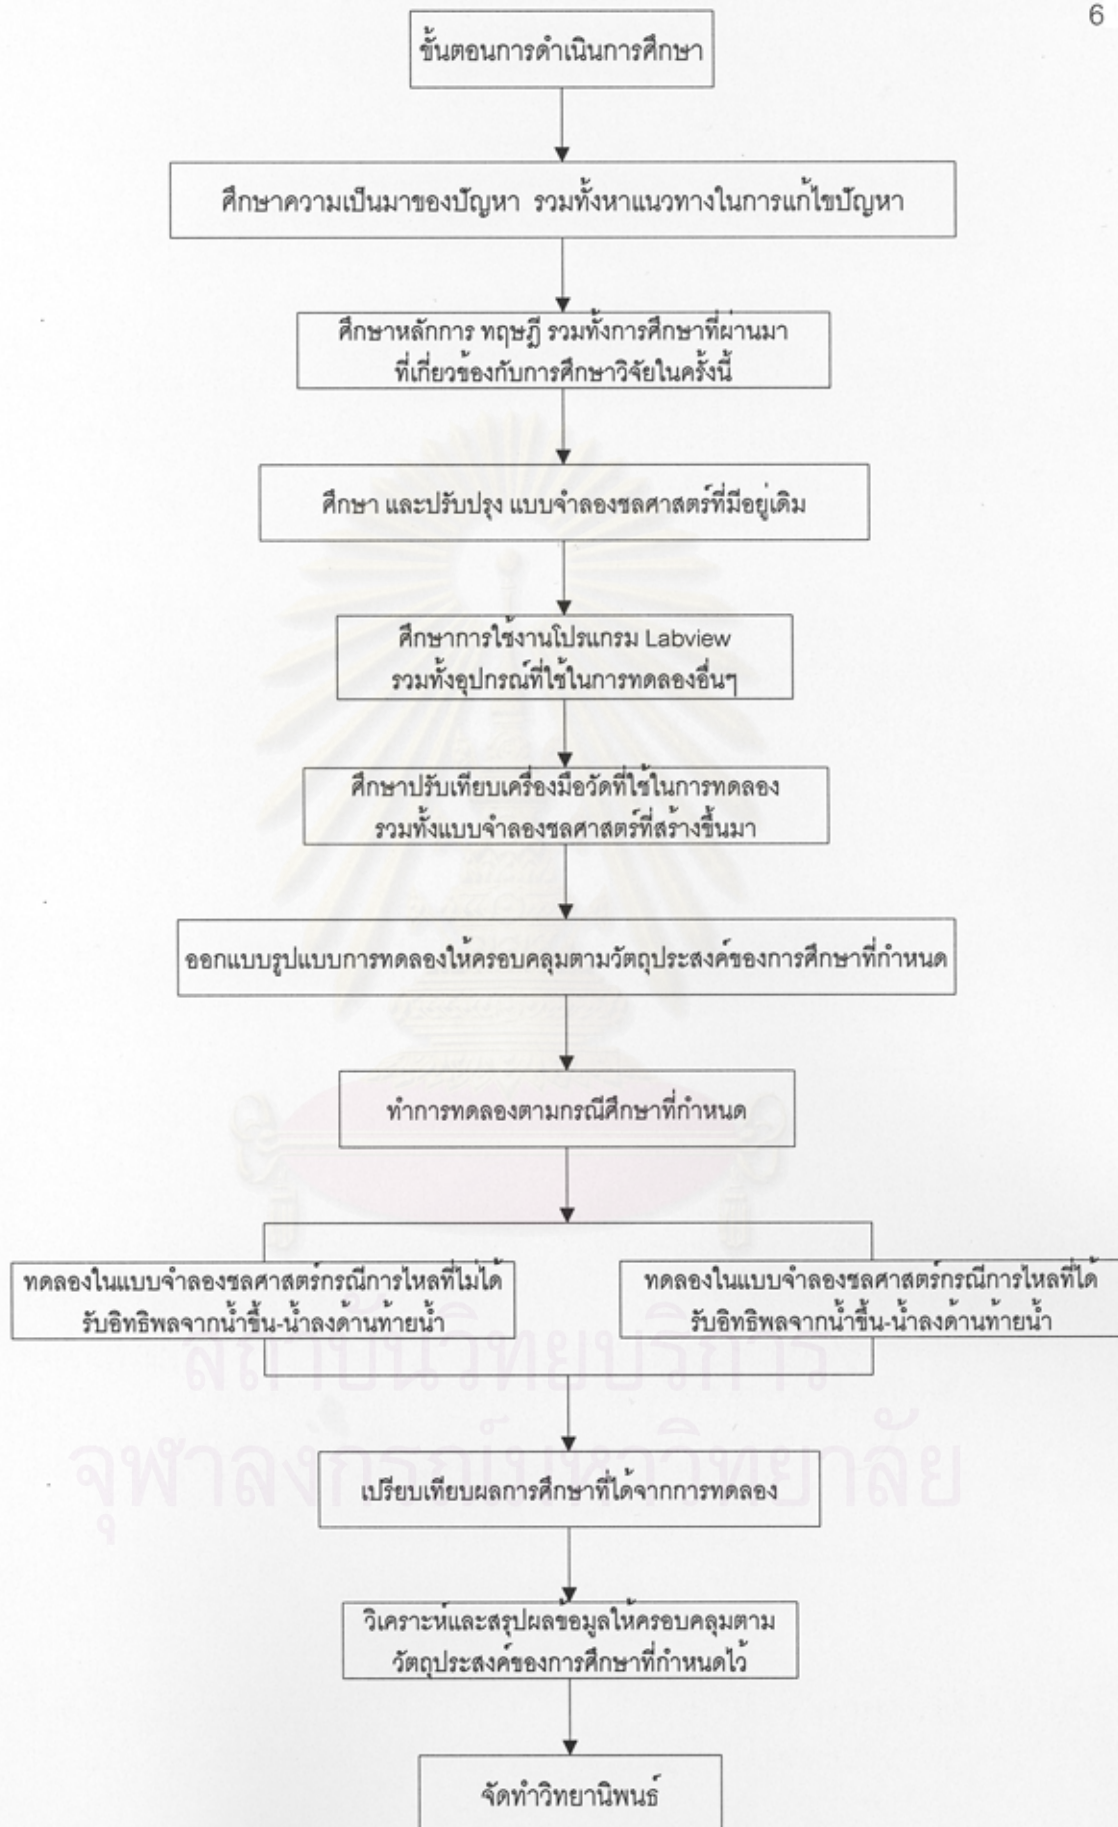 6
ขั้นตอนการดำเนินการศึกษา
ศึกษาความเป็นมาของปัญหา รวมทั้งหาแนวทางในการแก้ไขปัญหา
ศึกษาหลักการ ทฤษฎี รวมทั้งการศึกษาที่ผ่านมา
ที่เกี่ยวข้องกับการศึกษาวิจัยในครั้งนี้
ศึกษา และปรับปรุง แบบจำลองชลศาสตร์ที่มีอยู่เดิม
ศึกษาการใช้งานโปรแกรม Labview
รวมทั้งอุปกรณ์ที่ใช้ในการทดลองอื่นๆ
ศึกษาปรับเทียบเครื่องมือวัดที่ใช้ในการทดลอง
รวมทั้งแบบจำลองชลศาสตร์ที่สร้างขึ้นมา
ออกแบบรูปแบบการทดลองให้ครอบคลุมตามวัตถุประสงค์ของการศึกษาที่กำหนด
ทำการทดลองตามกรณีศึกษาที่กำหนด
ทดลองในแบบจำลองชลศาสตร์กรณีการไหลที่ไม่ได้
รับอิทธิพลจากน้ำขึ้น-น้ำลงด้านท้ายน้ำ
ทดลองในแบบจำลองชลศาสตร์กรณีการไหลที่ได้
รับอิทธิพลจากน้ำขึ้น-น้ำลงด้านท้ายน้ำ
สถาบันวิทยบริการ
จุฬาลงกรณ์มหาวิทยาลัย
เปรียบเทียบผลการศึกษาที่ได้จากการทดลอง
วิเคราะห์และสรุปผลข้อมูลให้ครอบคลุมตาม
วัตถุประสงค์ของการศึกษาที่กำหนดไว้
จัดทำวิทยานิพนธ์